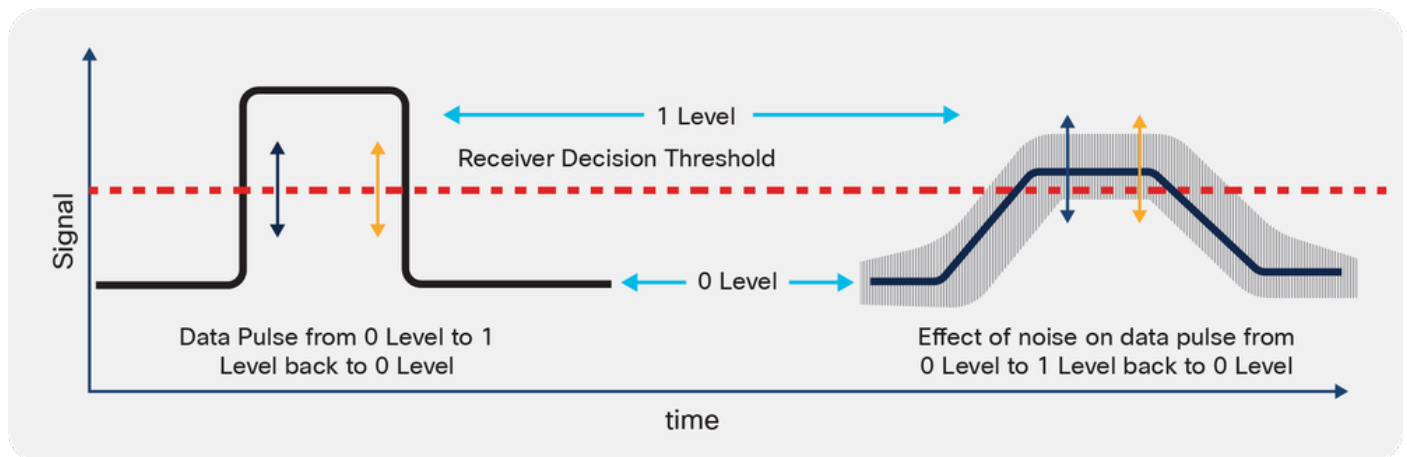 1 Level
Receiver Decision Threshold
Signal
0 Level
Data Pulse from 0 Level to 1
Level back to 0 Level
Effect of noise on data pulse from
0 Level to 1 Level back to 0 Level
time